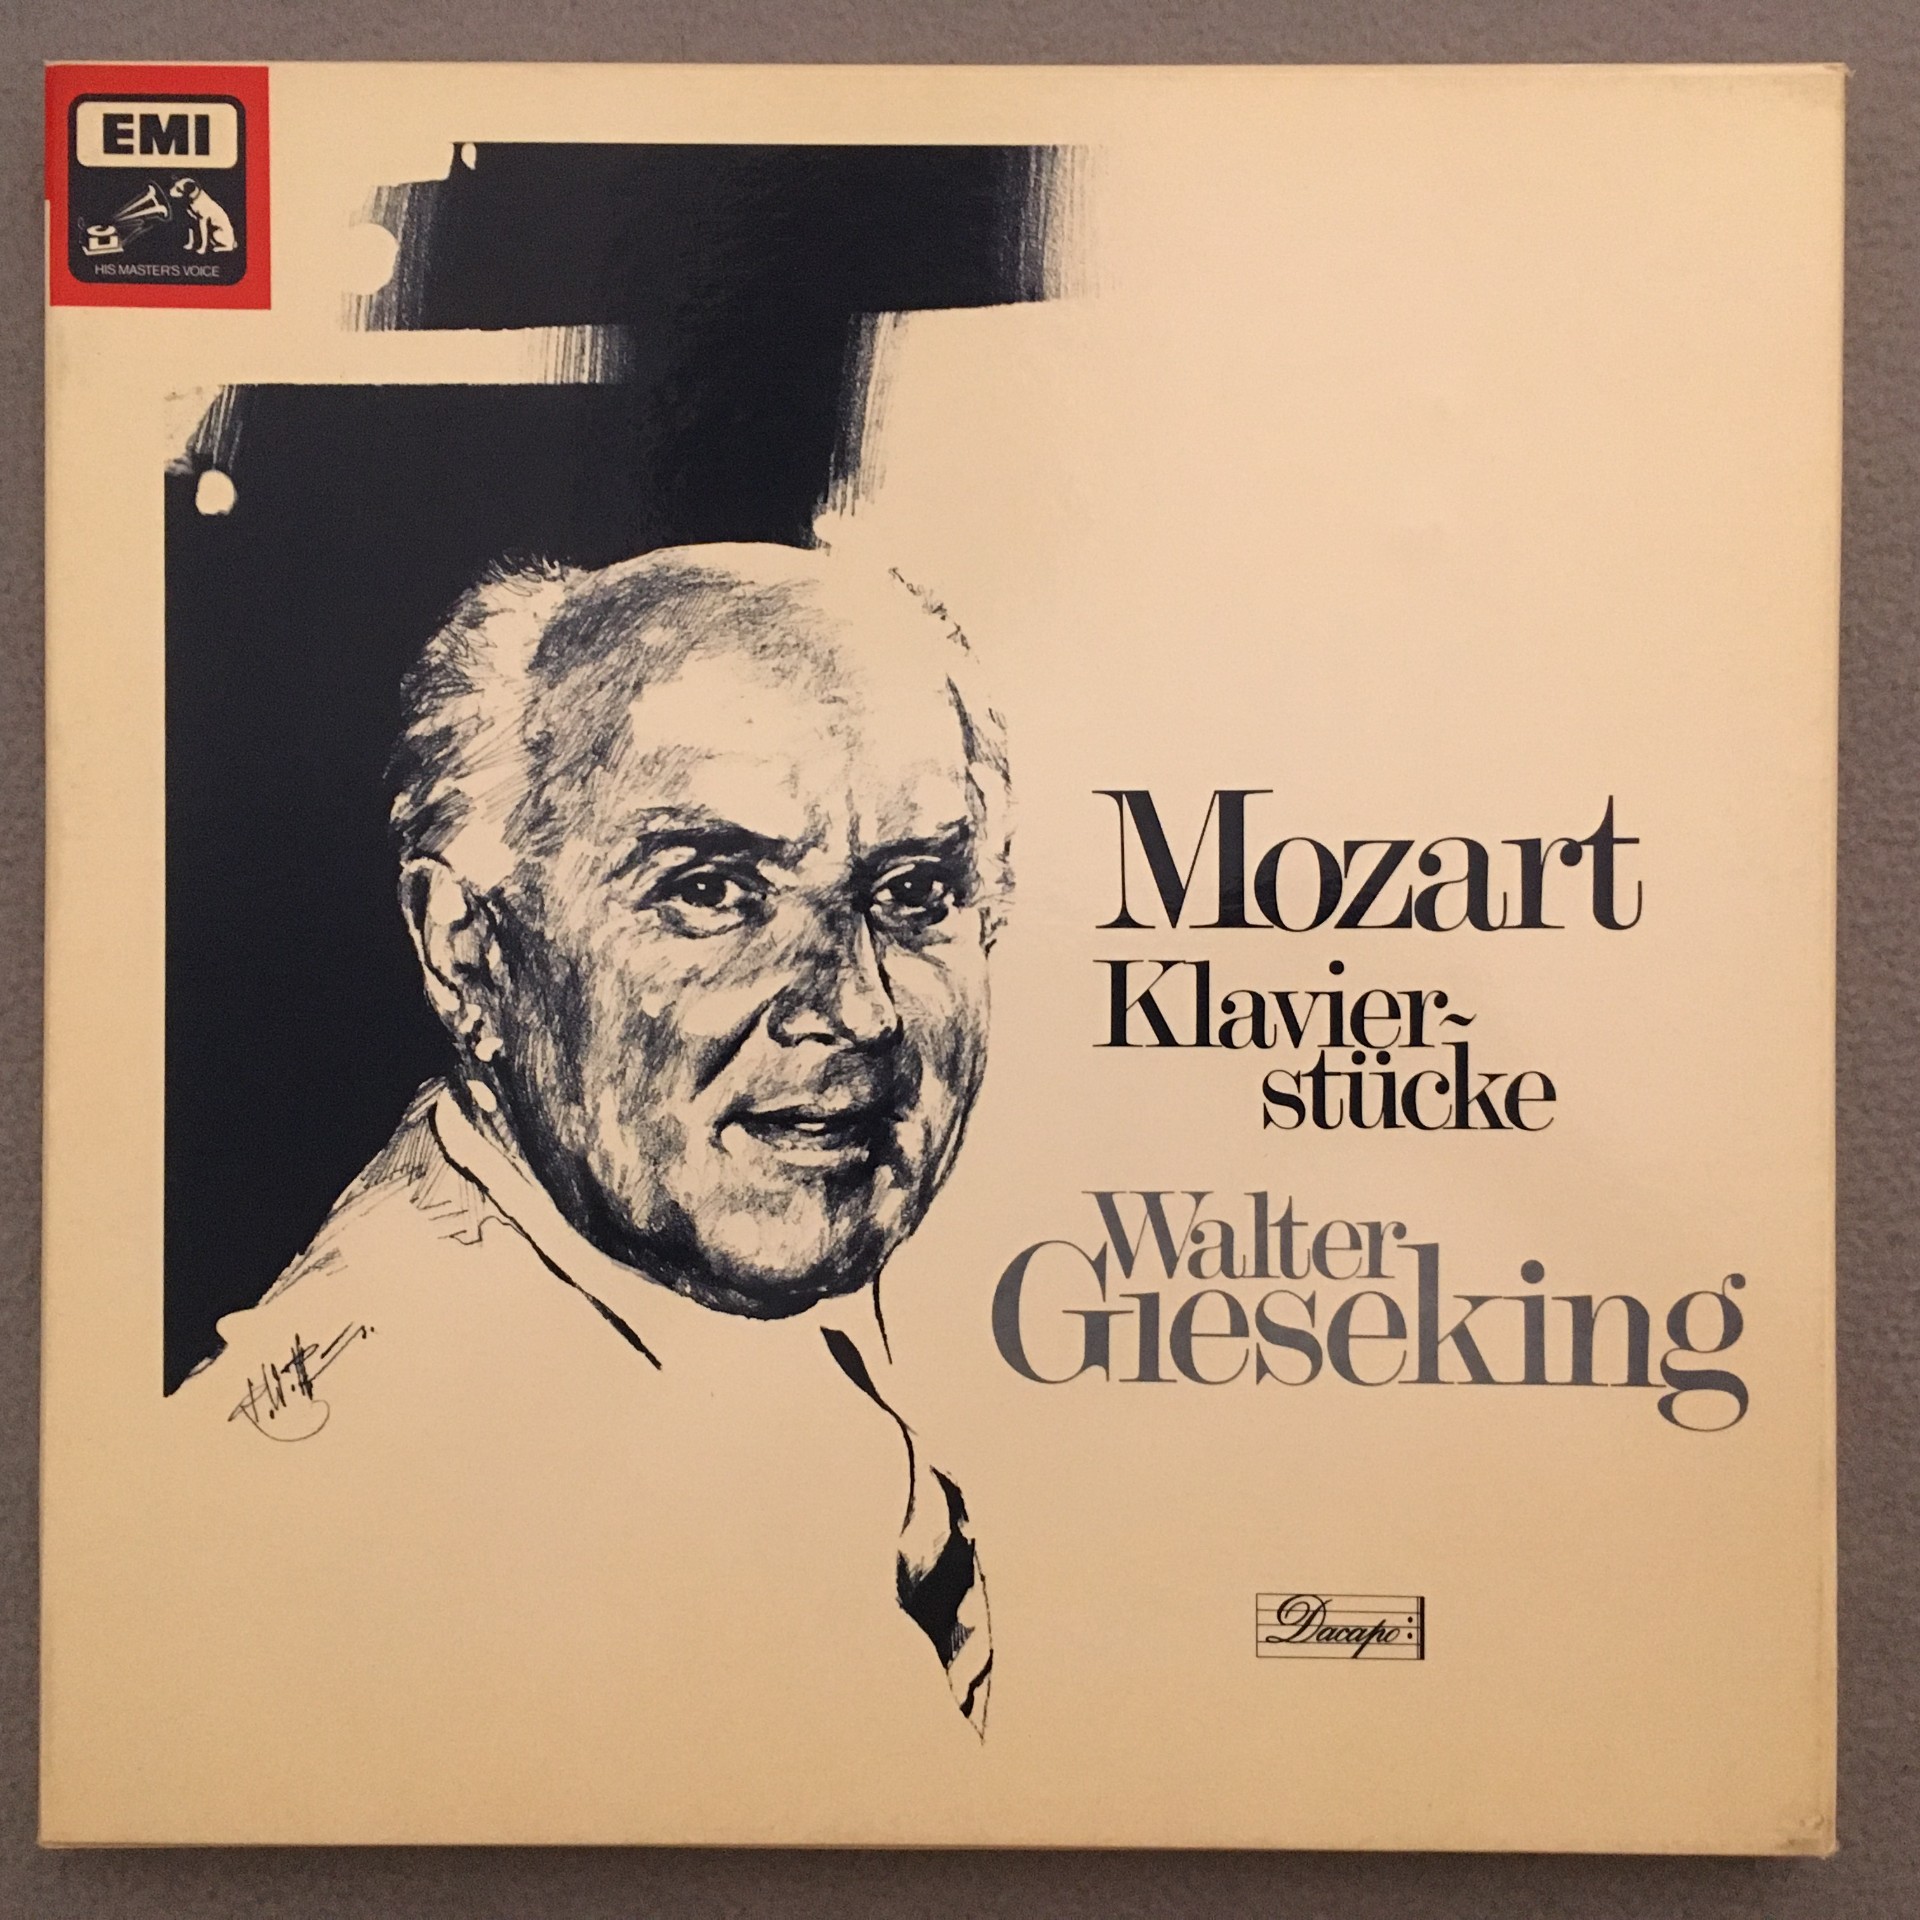 EMI
HIS MASTER'S VOICE
Mozart
Klavier~
stücke
Walter
Gieseking
Dacapo